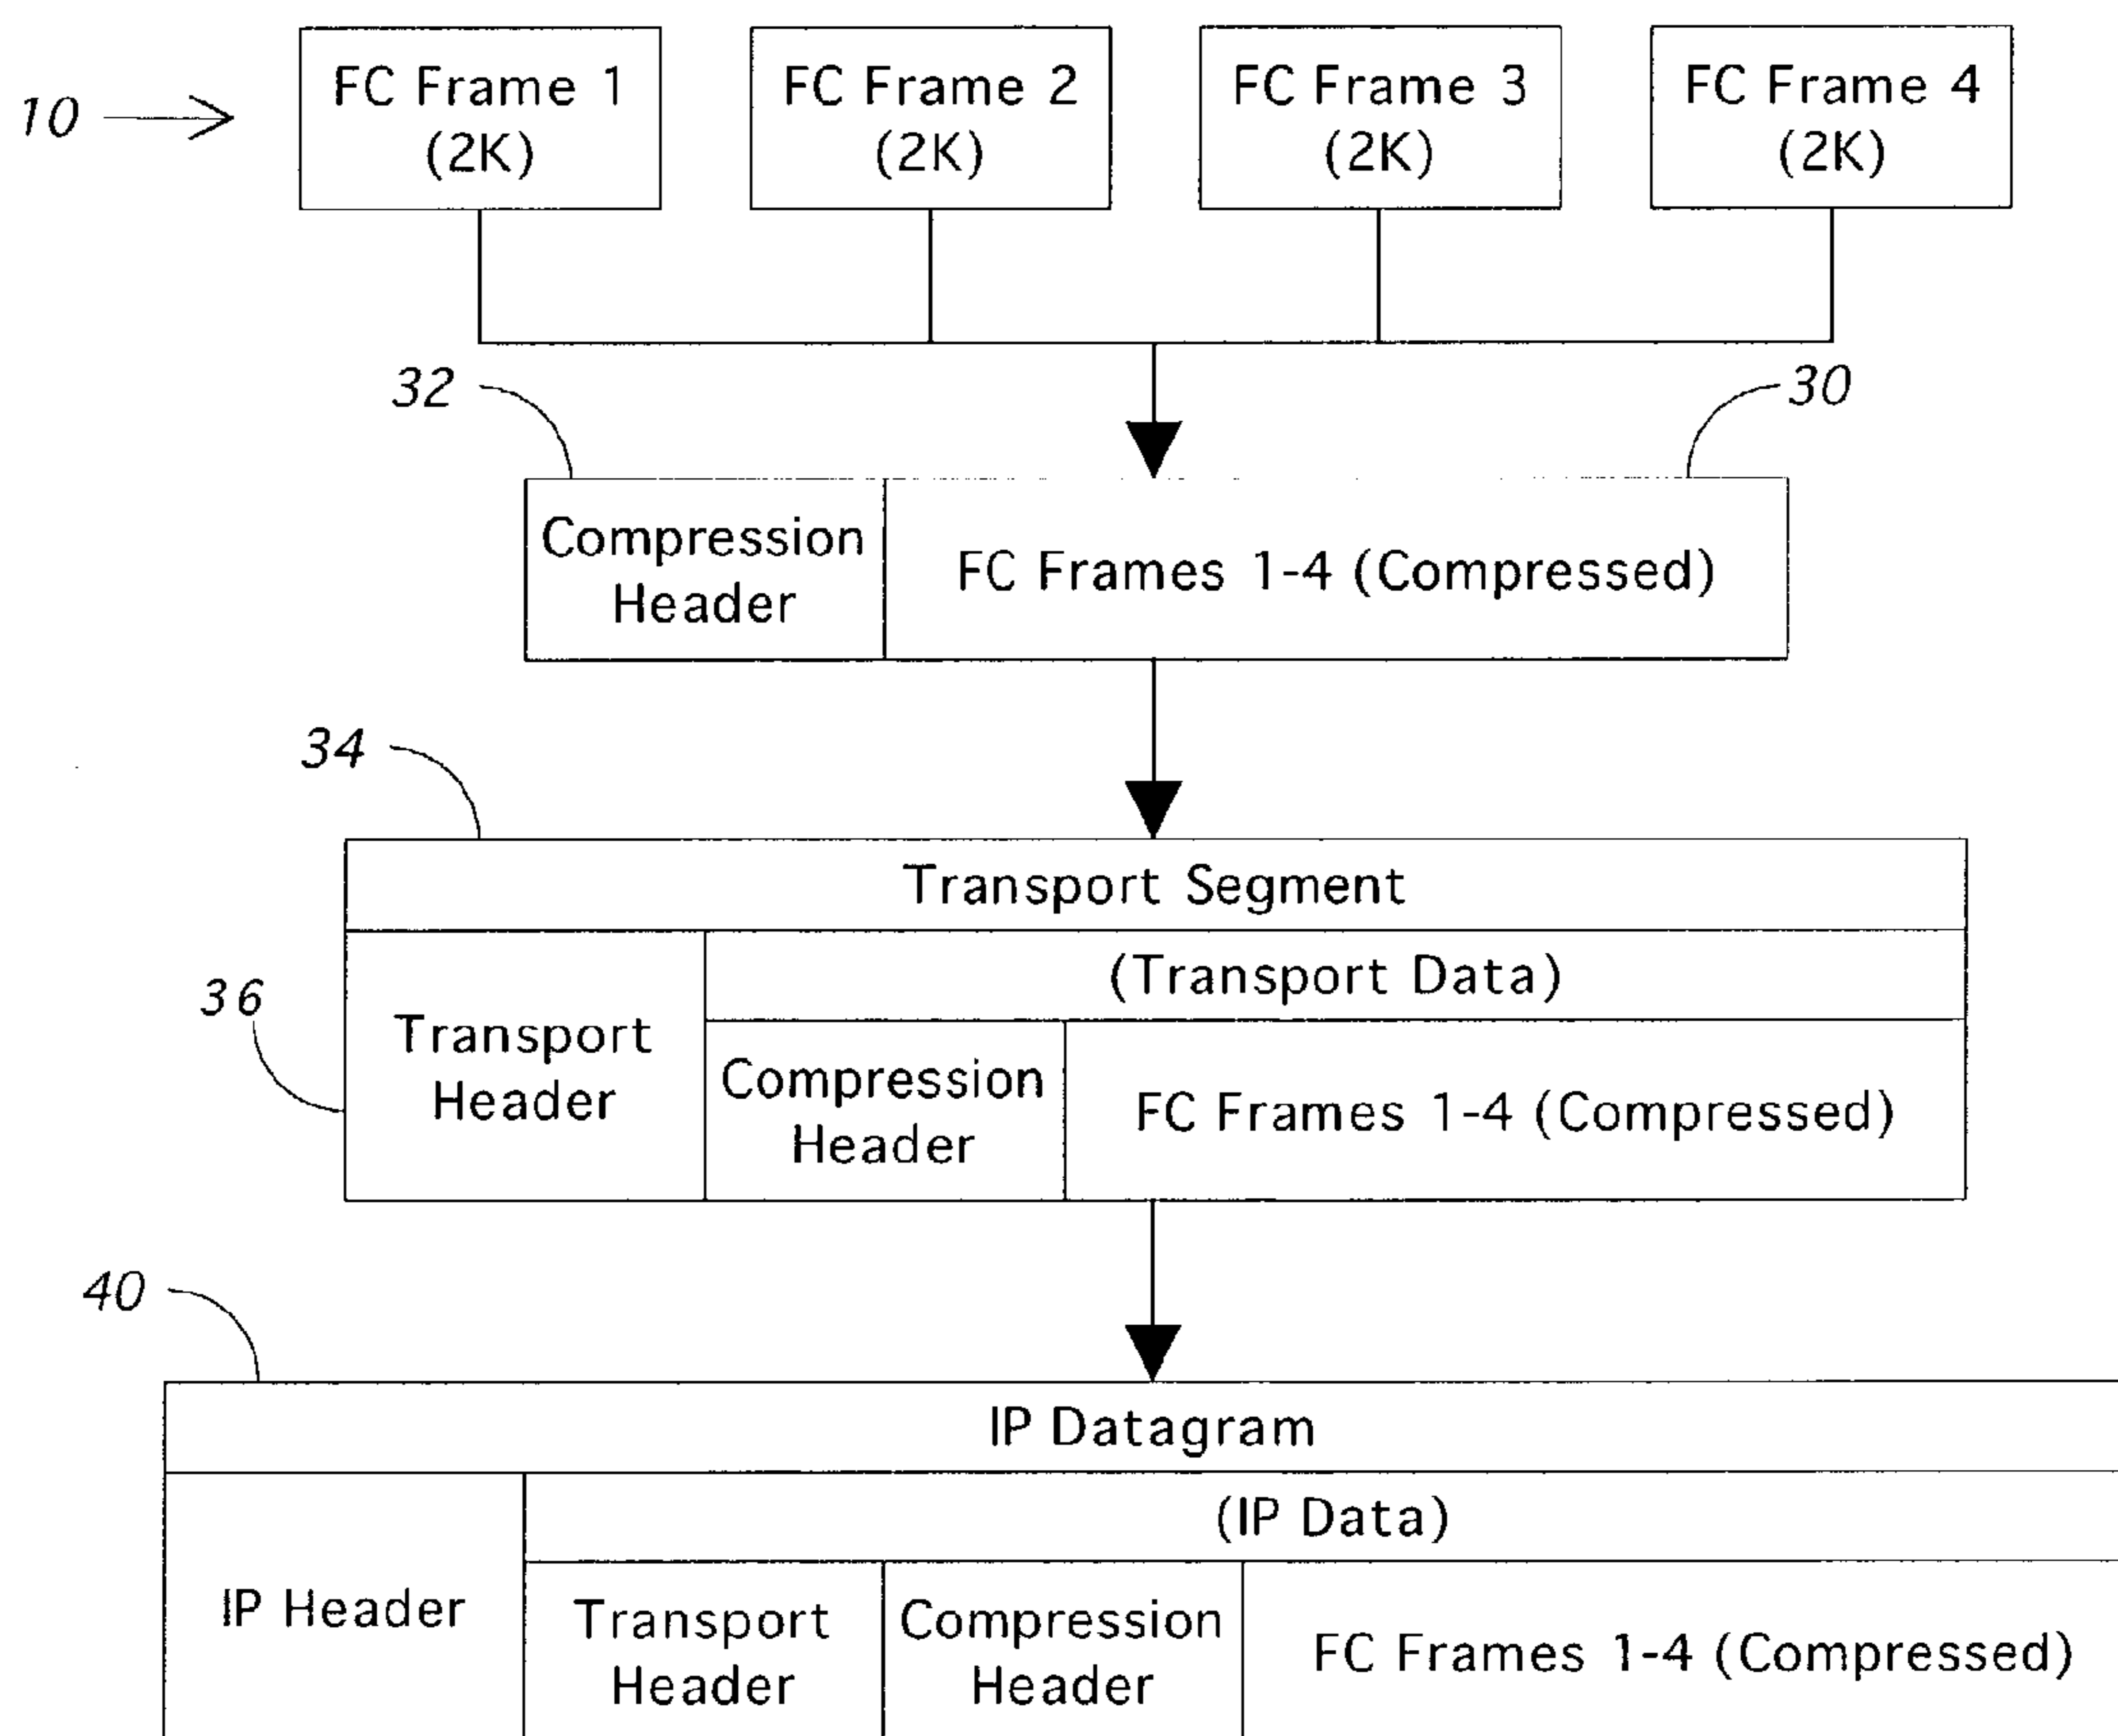 10
FC Frame 1
(2K)
FC Frame 2
(2K)
FC Frame 3
(2K)
FC Frame 4
(2K)
32
30
Compression
Header
FC Frames 1-4 (Compressed)
34
Transport Segment
36
Transport
Header
(Transport Data)
Compression
Header
FC Frames 1-4 (Compressed)
40
IP Datagram
IP Header
(IP Data)
Transport
Header
Compression
Header
FC Frames 1-4 (Compressed)